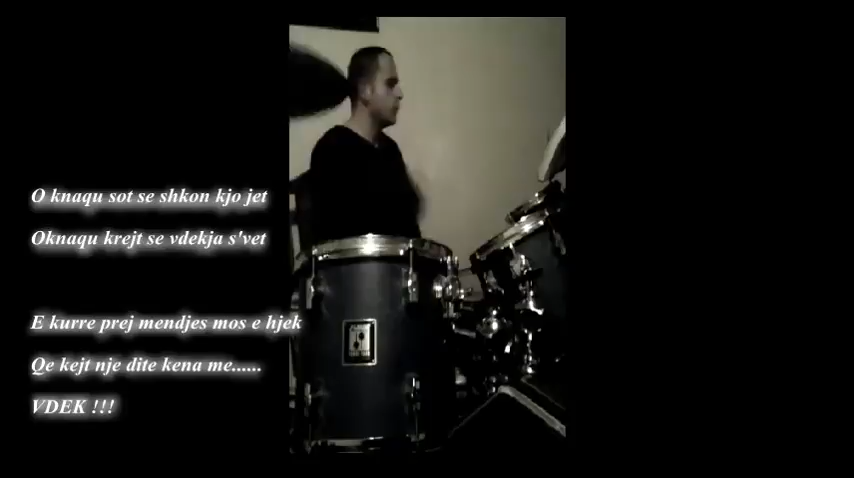 O knaqu sot se shkon kjo jet
Oknaqu krejt se vdekja s'vet
E kurre prej mendjes mos e hjek
Qe kejt nje dite kena me......
VDEK !!!